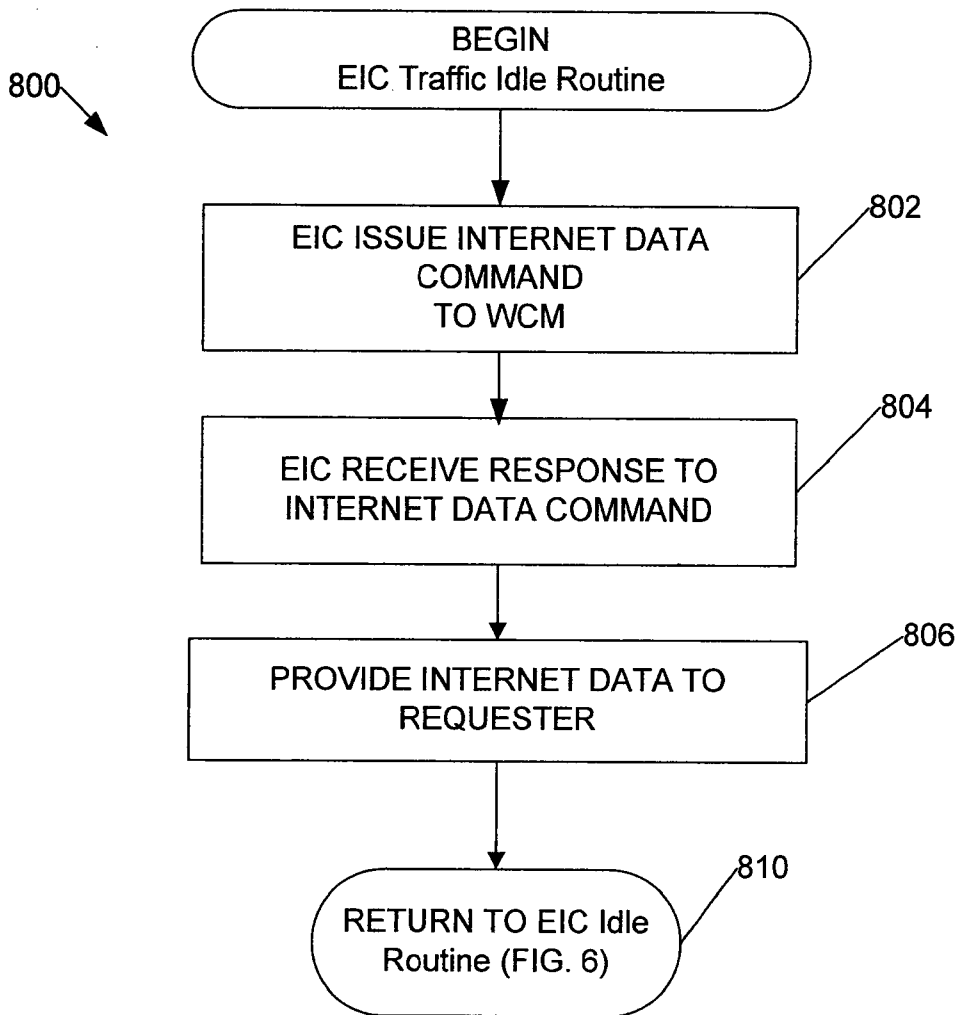 BEGIN
EIC Traffic Idle Routine
800
802
EIC ISSUE INTERNET DATA
COMMAND
TO WCM
804
EIC RECEIVE RESPONSE TO
INTERNET DATA COMMAND
806
PROVIDE INTERNET DATA TO
REQUESTER
810
RETURN TO EIC Idle
Routine (FIG. 6)